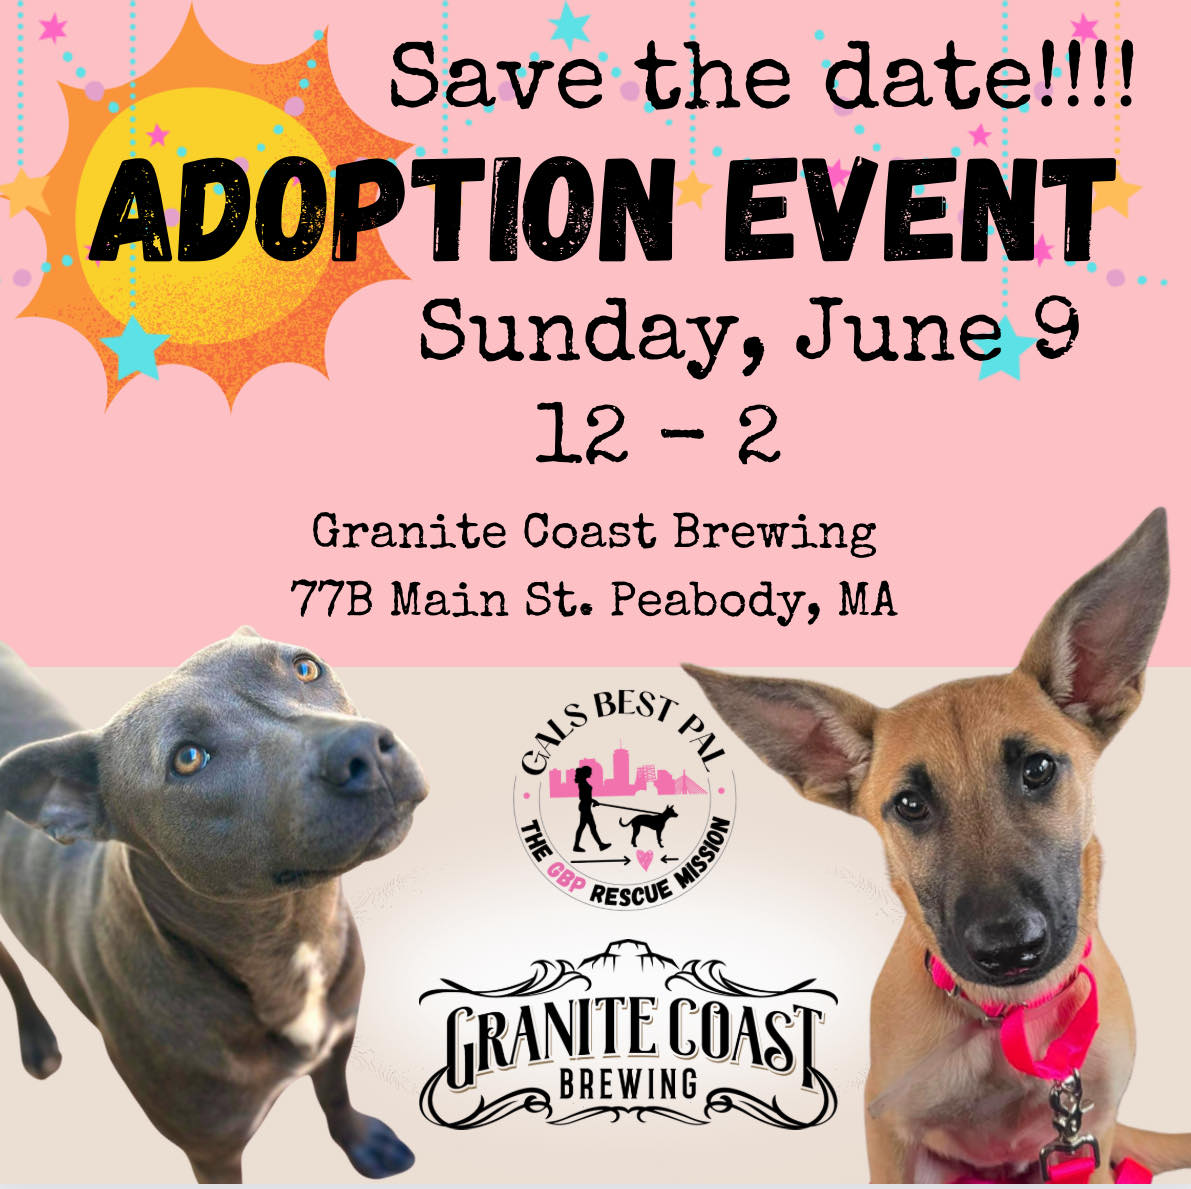 Save the date!!!!
ADOPTION EVENT
Sunday, June 9
12 - 2
Granite Coast Brewing
77B Main St. Peabody, MA
GALS BEST PAL
THE GBP RESCUE MISSION
GRANITE COAST
BREWING